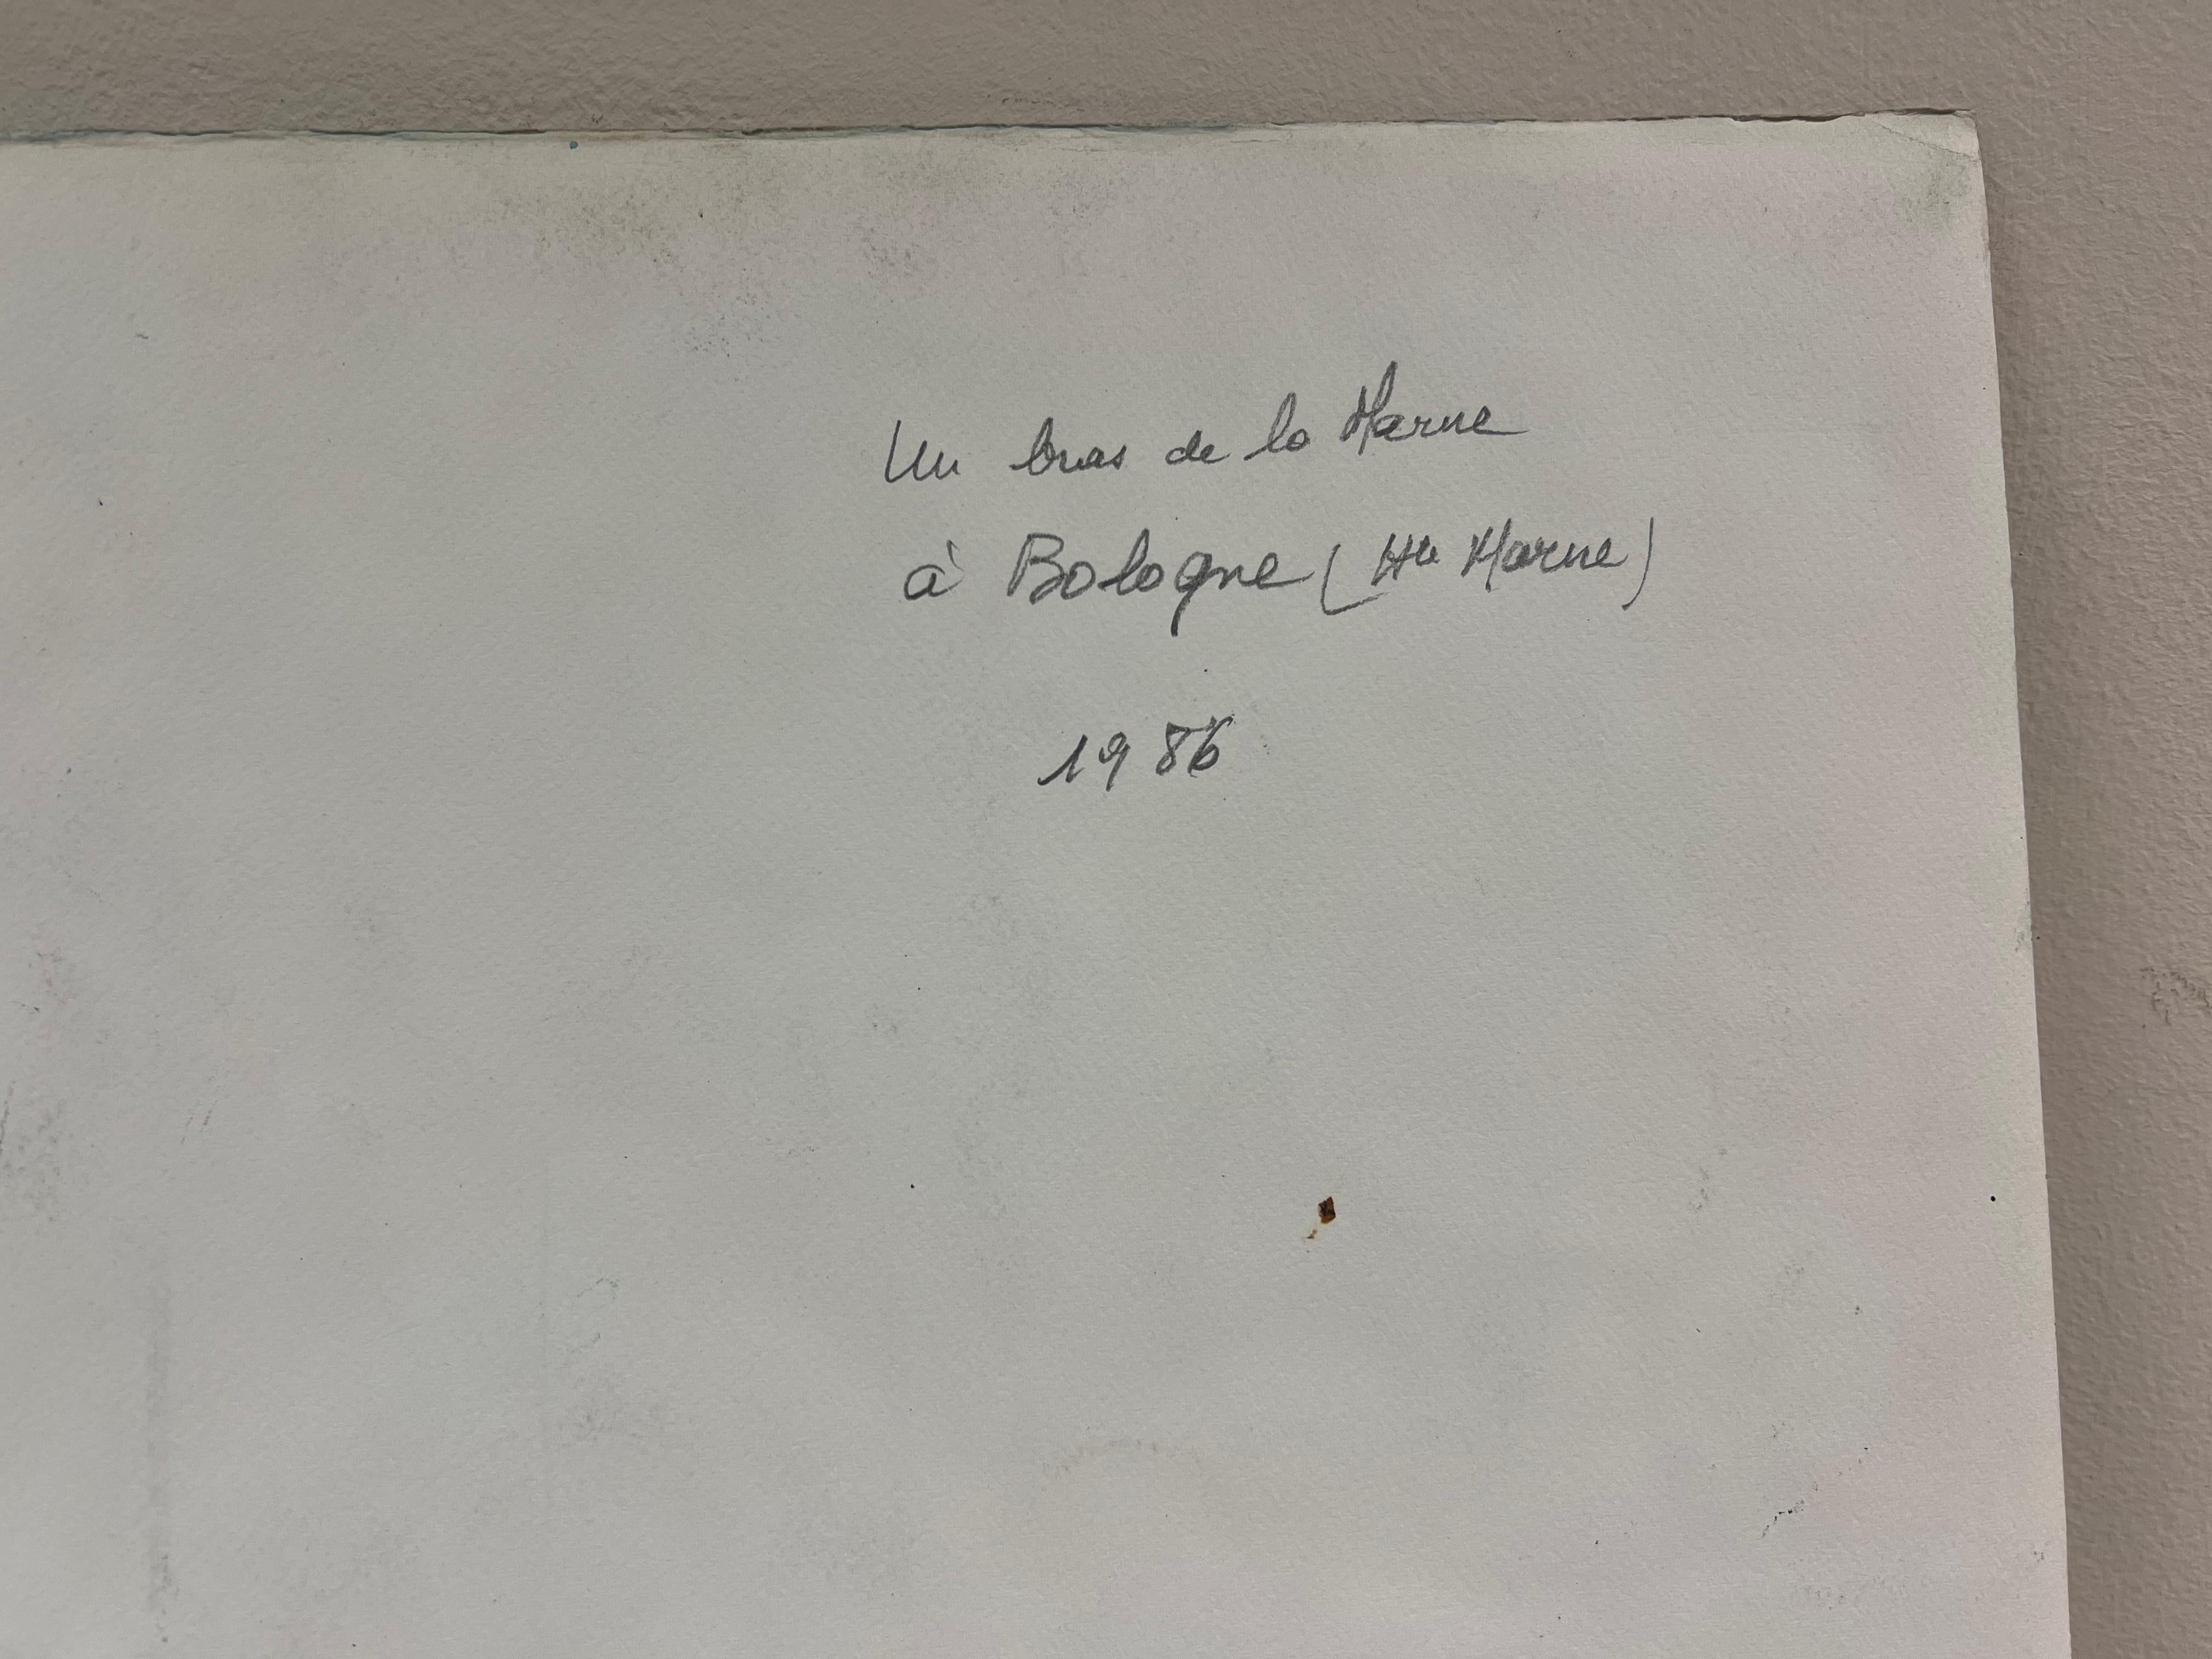 Un bras de la Marne
à Bologne (Hte Marne)
1986